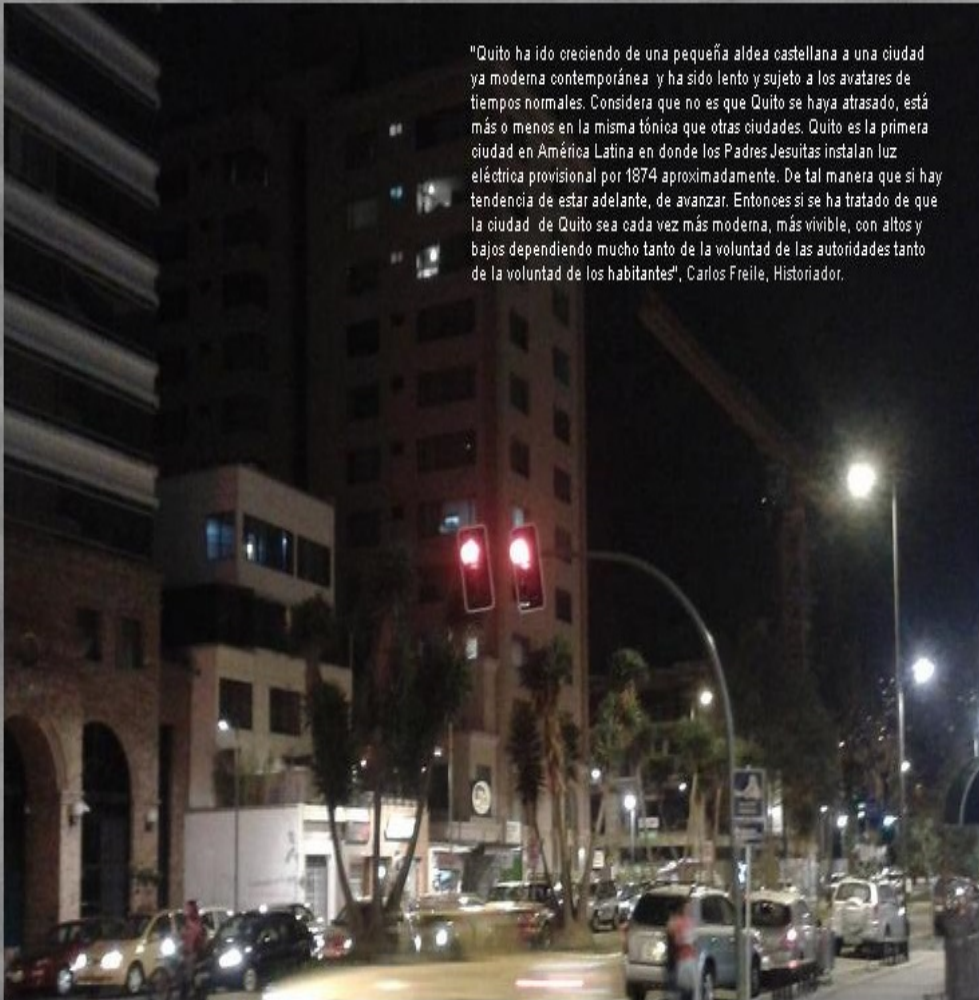 "Quito ha ido creciendo de una pequeña aldea castellana a una ciudad
ya moderna contemporánea y ha sido lento y sujeto a los avatares de
tiempos normales. Considera que no es que Quito se haya atrasado, está
más o menos en la misma tónica que otras ciudades. Quito es la primera
ciudad en América Latina en donde los Padres Jesuitas instalan luz
eléctrica provisional por 1874 aproximadamente. De tal manera que si hay
tendencia de estar adelante, de avanzar. Entonces si se ha tratado de que
la ciudad de Quito sea cada vez más moderna, más vivible, con altos y
bajos dependiendo mucho tanto de la voluntad de las autoridades tanto
de la voluntad de los habitantes", Carlos Freile, Historiador.